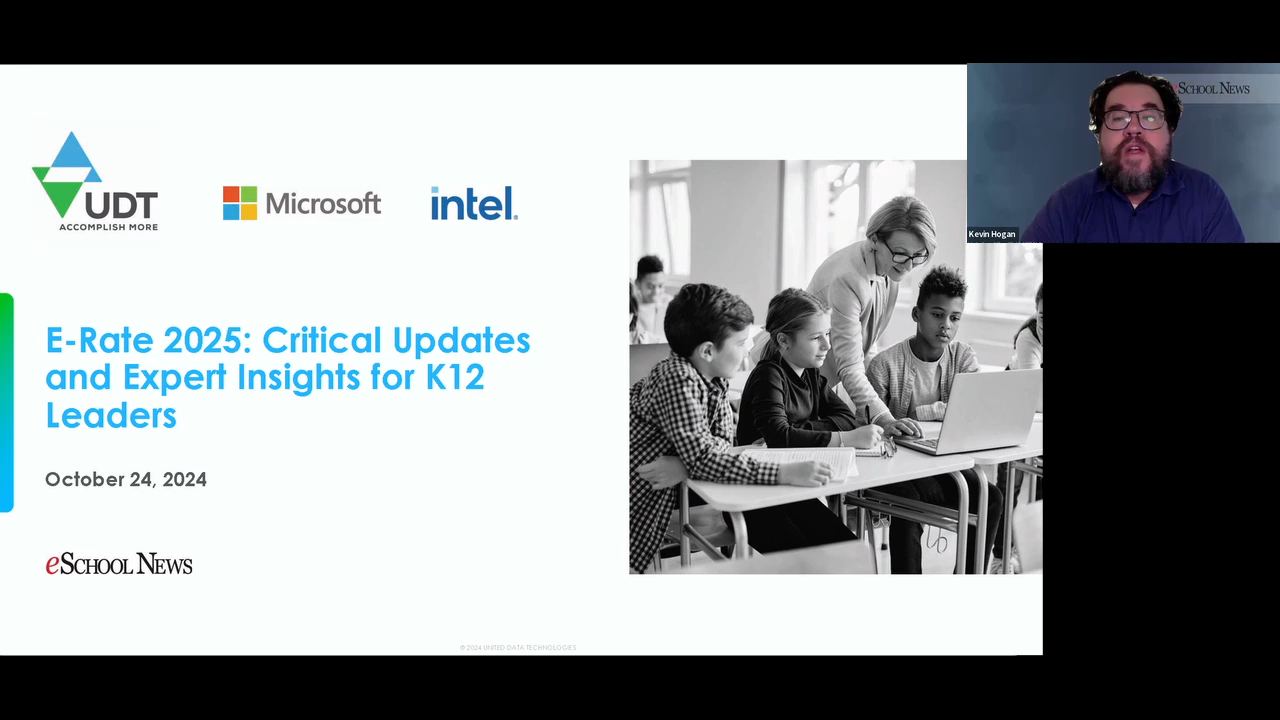 UDT
ACCOMPLISH MORE
Microsoft
intel.
E-Rate 2025: Critical Updates
and Expert Insights for K12
Leaders
October 24, 2024
eSCHOOL NEWS
© 2024 UNITED DATA TECHNOLOGIES
SCHOOL NEWS
Kevin Hogan